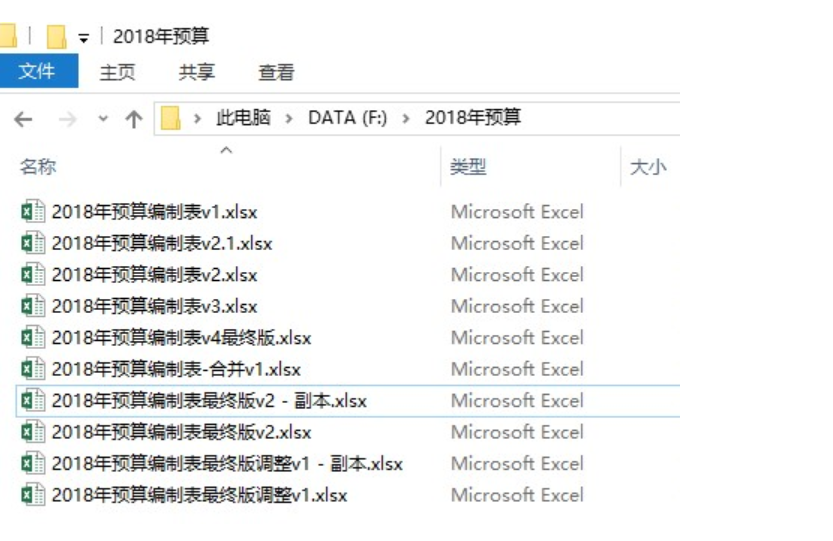 2018年预算
文件 主页 共享 查看
此电脑 DATA (F:) 2018年预算
名称 类型 大小
2018年预算编制表v1.xlsx Microsoft Excel
2018年预算编制表v2.1.xlsx Microsoft Excel
2018年预算编制表v2.xlsx Microsoft Excel
2018年预算编制表v3.xlsx Microsoft Excel
2018年预算编制表v4最终版.xlsx Microsoft Excel
2018年预算编制表-合并v1.xlsx Microsoft Excel
2018年预算编制表最终版v2 - 副本.xlsx Microsoft Excel
2018年预算编制表最终版v2.xlsx Microsoft Excel
2018年预算编制表最终版调整v1 - 副本.xlsx Microsoft Excel
2018年预算编制表最终版调整v1.xlsx Microsoft Excel